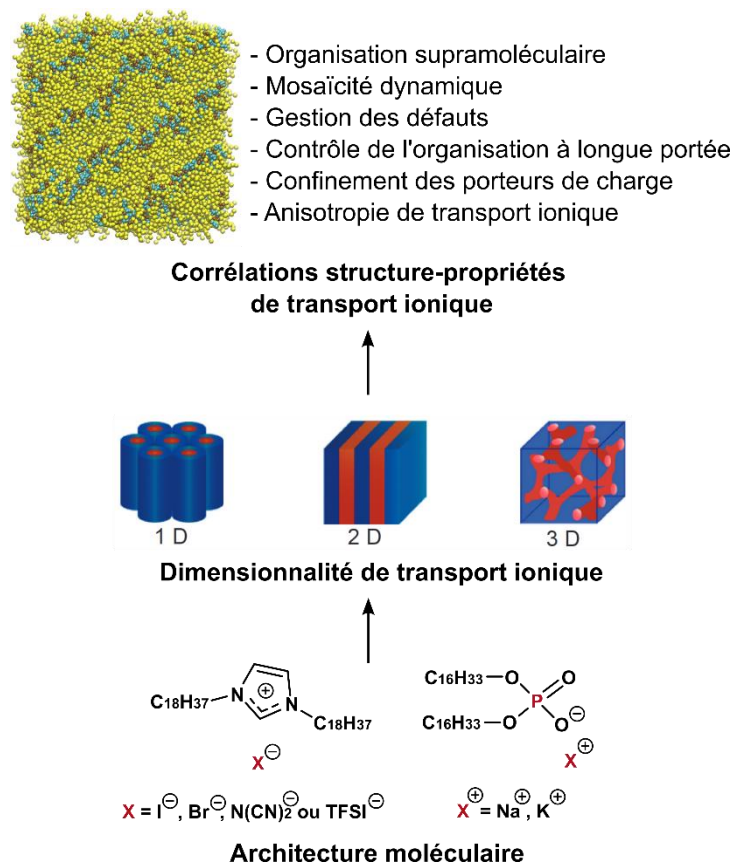 - Organisation supramoléculaire
- Mosaïcité dynamique
- Gestion des défauts
- Contrôle de l'organisation à longue portée
- Confinement des porteurs de charge
- Anisotropie de transport ionique
Corrélations structure-propriétés
de transport ionique
1 D 2 D 3 D
Dimensionnalité de transport ionique
C₁₈H₃₇ N ⊕ N C₁₈H₃₇
X⊖
C₁₆H₃₃—O O
P
C₁₆H₃₃—O O⊖
X⊕
X = I⊖, Br⊖, N(CN)₂⊖ ou TFSI⊖
X⊕ = Na⊕, K⊕
Architecture moléculaire